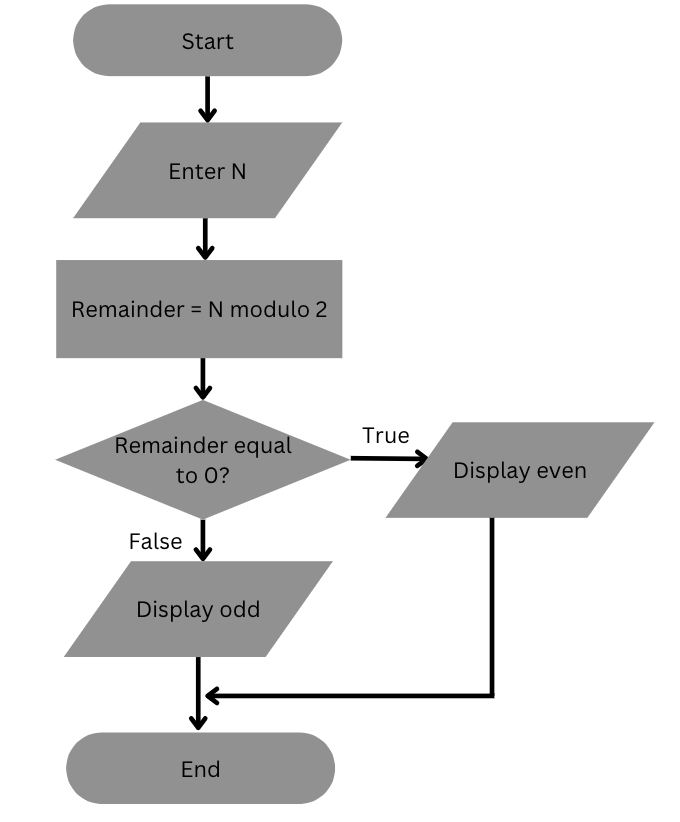 Start
Enter N
Remainder = N modulo 2
Remainder equal
to 0?
True
Display even
False
Display odd
End